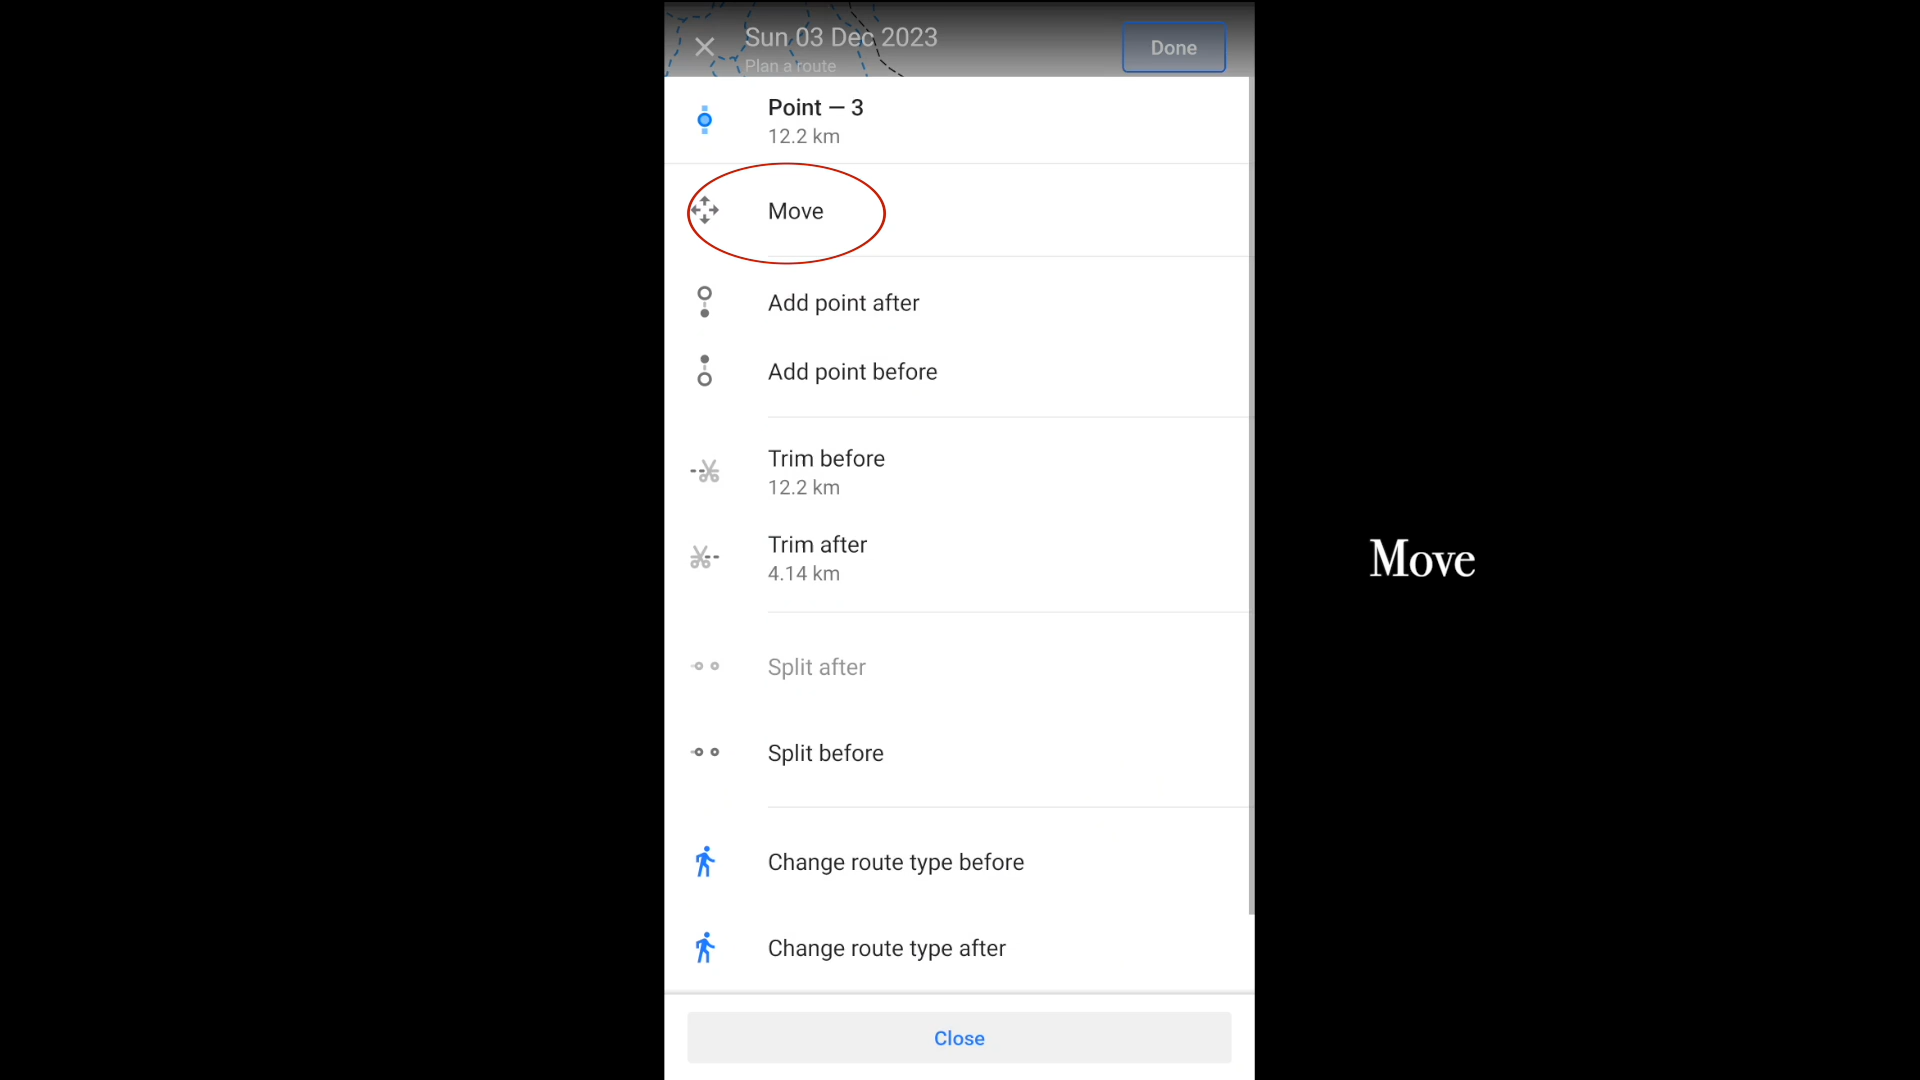 Sun 03 Dec 2023
Plan a route
Done
Point — 3
12.2 km
Move
Add point after
Add point before
Trim before
12.2 km
Trim after
4.14 km
Move
Split after
Split before
Change route type before
Change route type after
Close